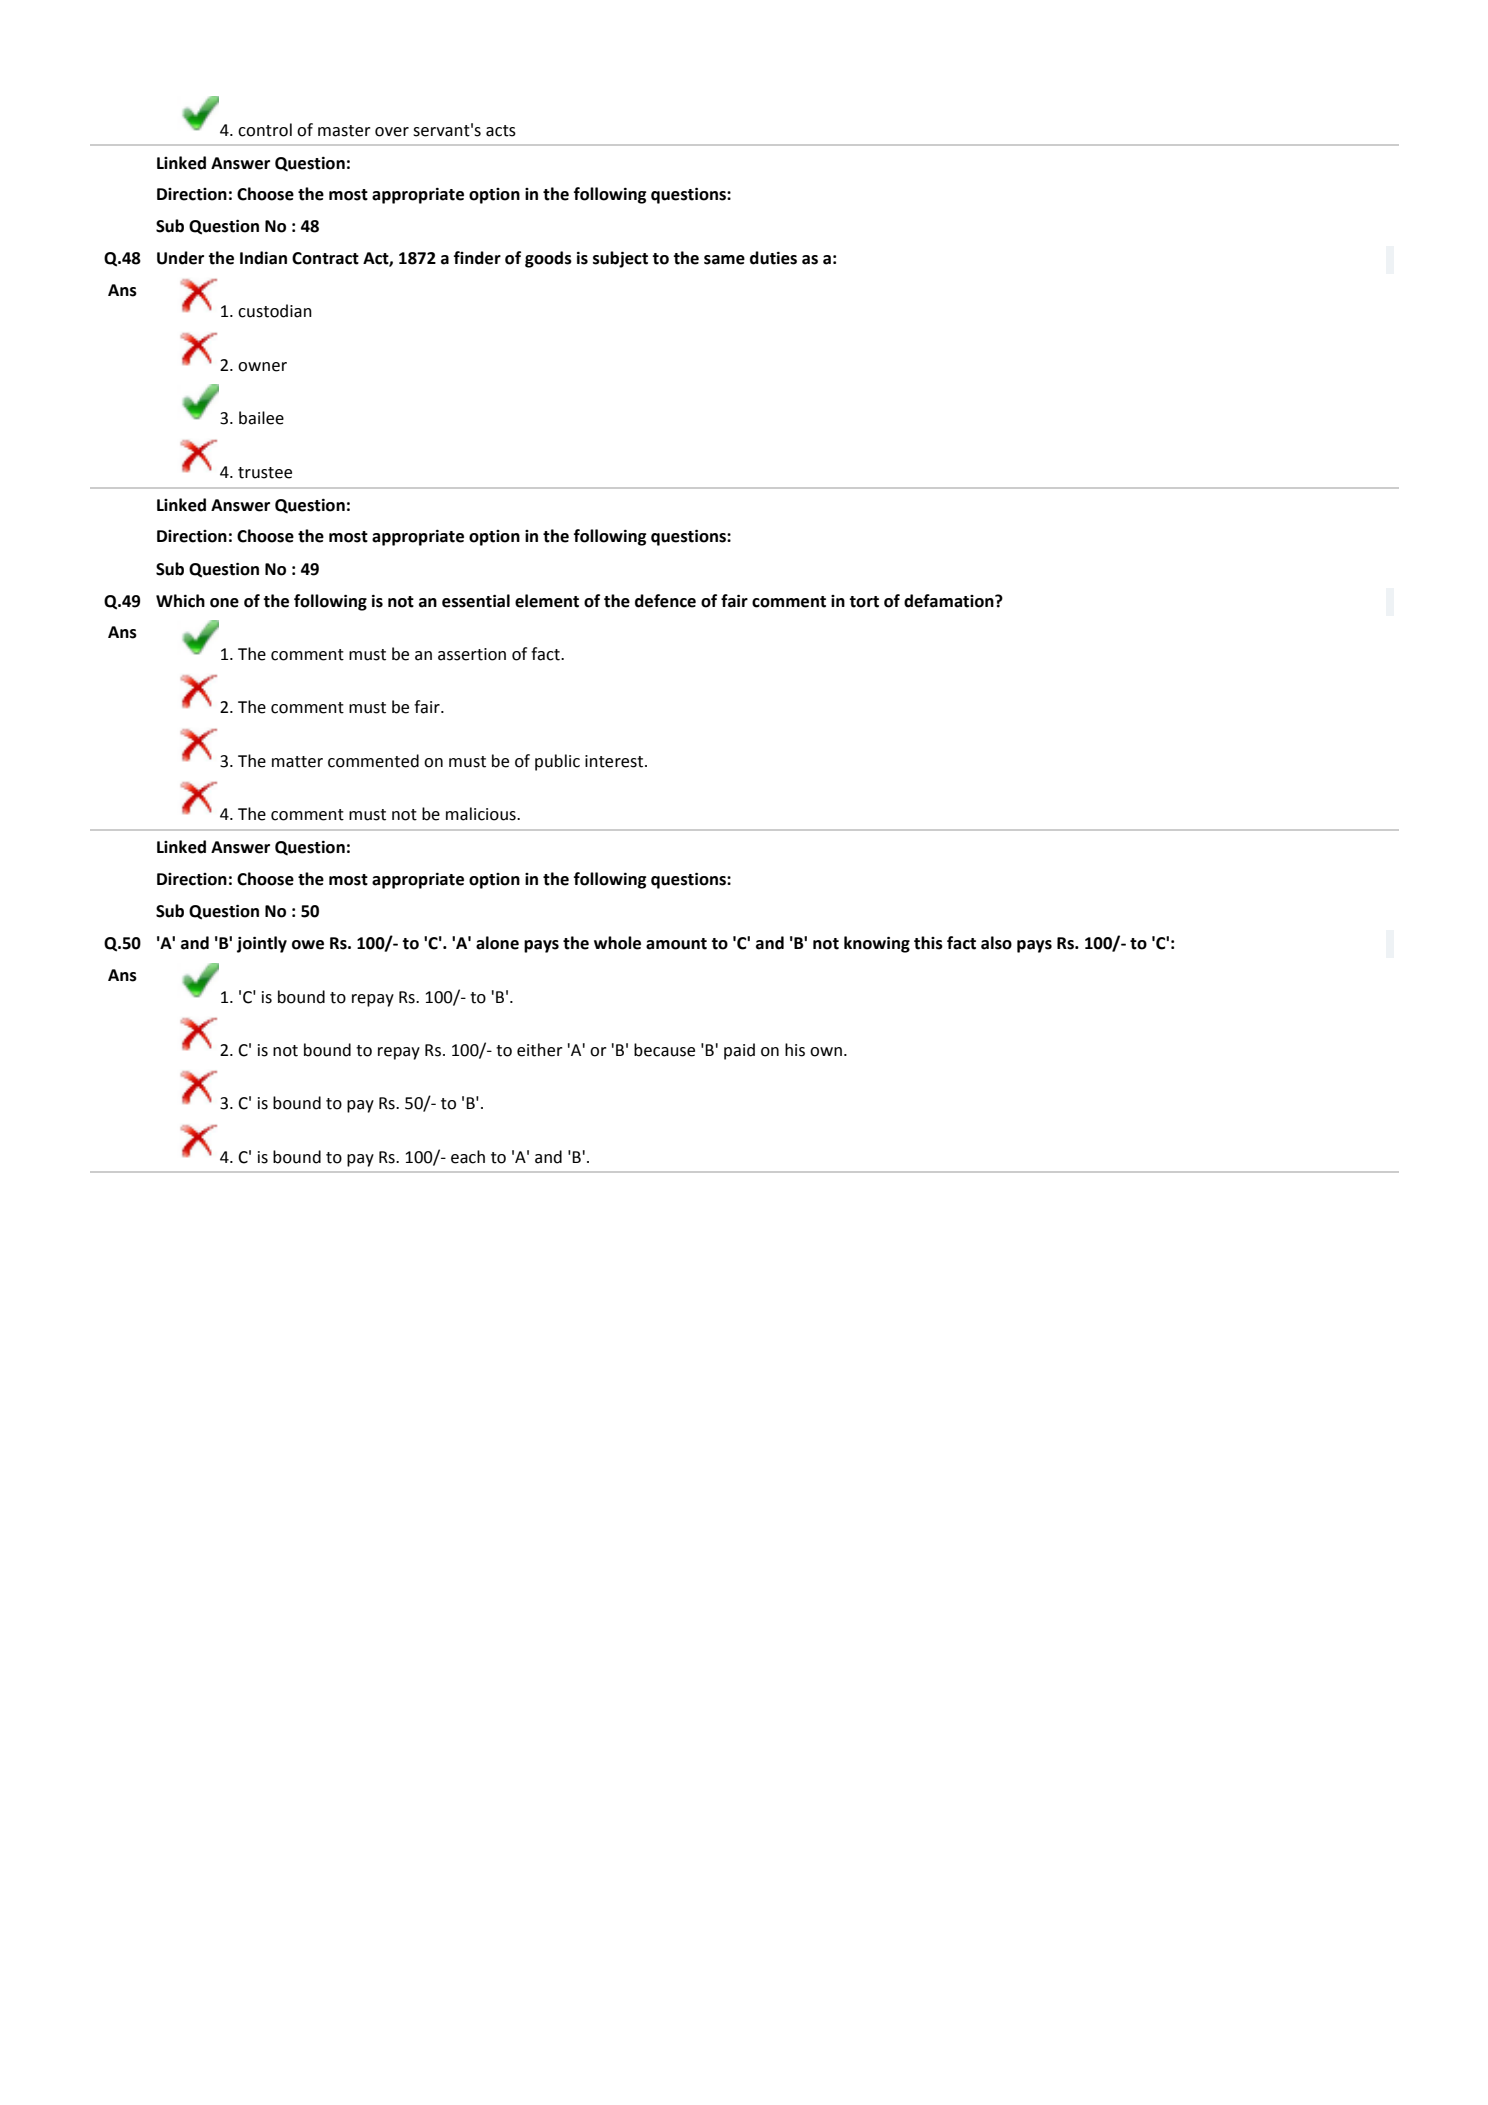 4. control of master over servant's acts
Linked Answer Question:
Direction: Choose the most appropriate option in the following questions:
Sub Question No : 48
Q.48 Under the Indian Contract Act, 1872 a finder of goods is subject to the same duties as a:
Ans
1. custodian
2. owner
3. bailee
4. trustee
Linked Answer Question:
Direction: Choose the most appropriate option in the following questions:
Sub Question No : 49
Q.49 Which one of the following is not an essential element of the defence of fair comment in tort of defamation?
Ans
1. The comment must be an assertion of fact.
2. The comment must be fair.
3. The matter commented on must be of public interest.
4. The comment must not be malicious.
Linked Answer Question:
Direction: Choose the most appropriate option in the following questions:
Sub Question No : 50
Q.50 'A' and 'B' jointly owe Rs. 100/- to 'C'. 'A' alone pays the whole amount to 'C' and 'B' not knowing this fact also pays Rs. 100/- to 'C':
Ans
1. 'C' is bound to repay Rs. 100/- to 'B'.
2. C' is not bound to repay Rs. 100/- to either 'A' or 'B' because 'B' paid on his own.
3. C' is bound to pay Rs. 50/- to 'B'.
4. C' is bound to pay Rs. 100/- each to 'A' and 'B'.